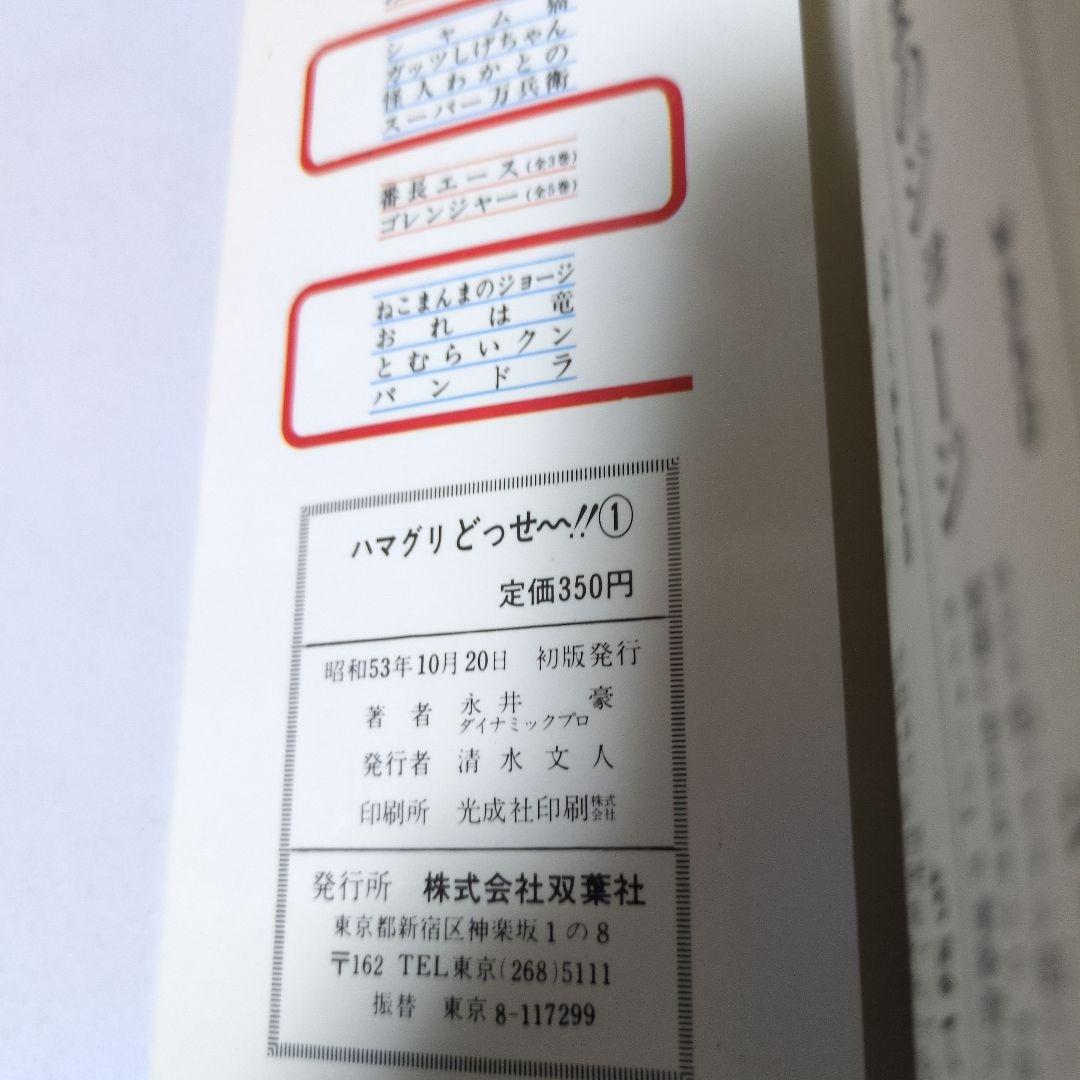 シャム猫
ガッツしげちゃん
怪人わかとの
スーパー万兵衛
番長エース(全3巻)
ゴレンジャー(全5巻)
ねこまんまのジョージ
おれは竜
とむらいクン
パンドラ
ハマグリどっせ〜〜!!①
定価350円
昭和53年10月20日 初版発行
著者 永井豪
ダイナミックプロ
発行者 清水文人
印刷所 光成社印刷株式会社
発行所 株式会社双葉社
東京都新宿区神楽坂1の8
〒162 TEL東京(268)5111
振替 東京8-117299